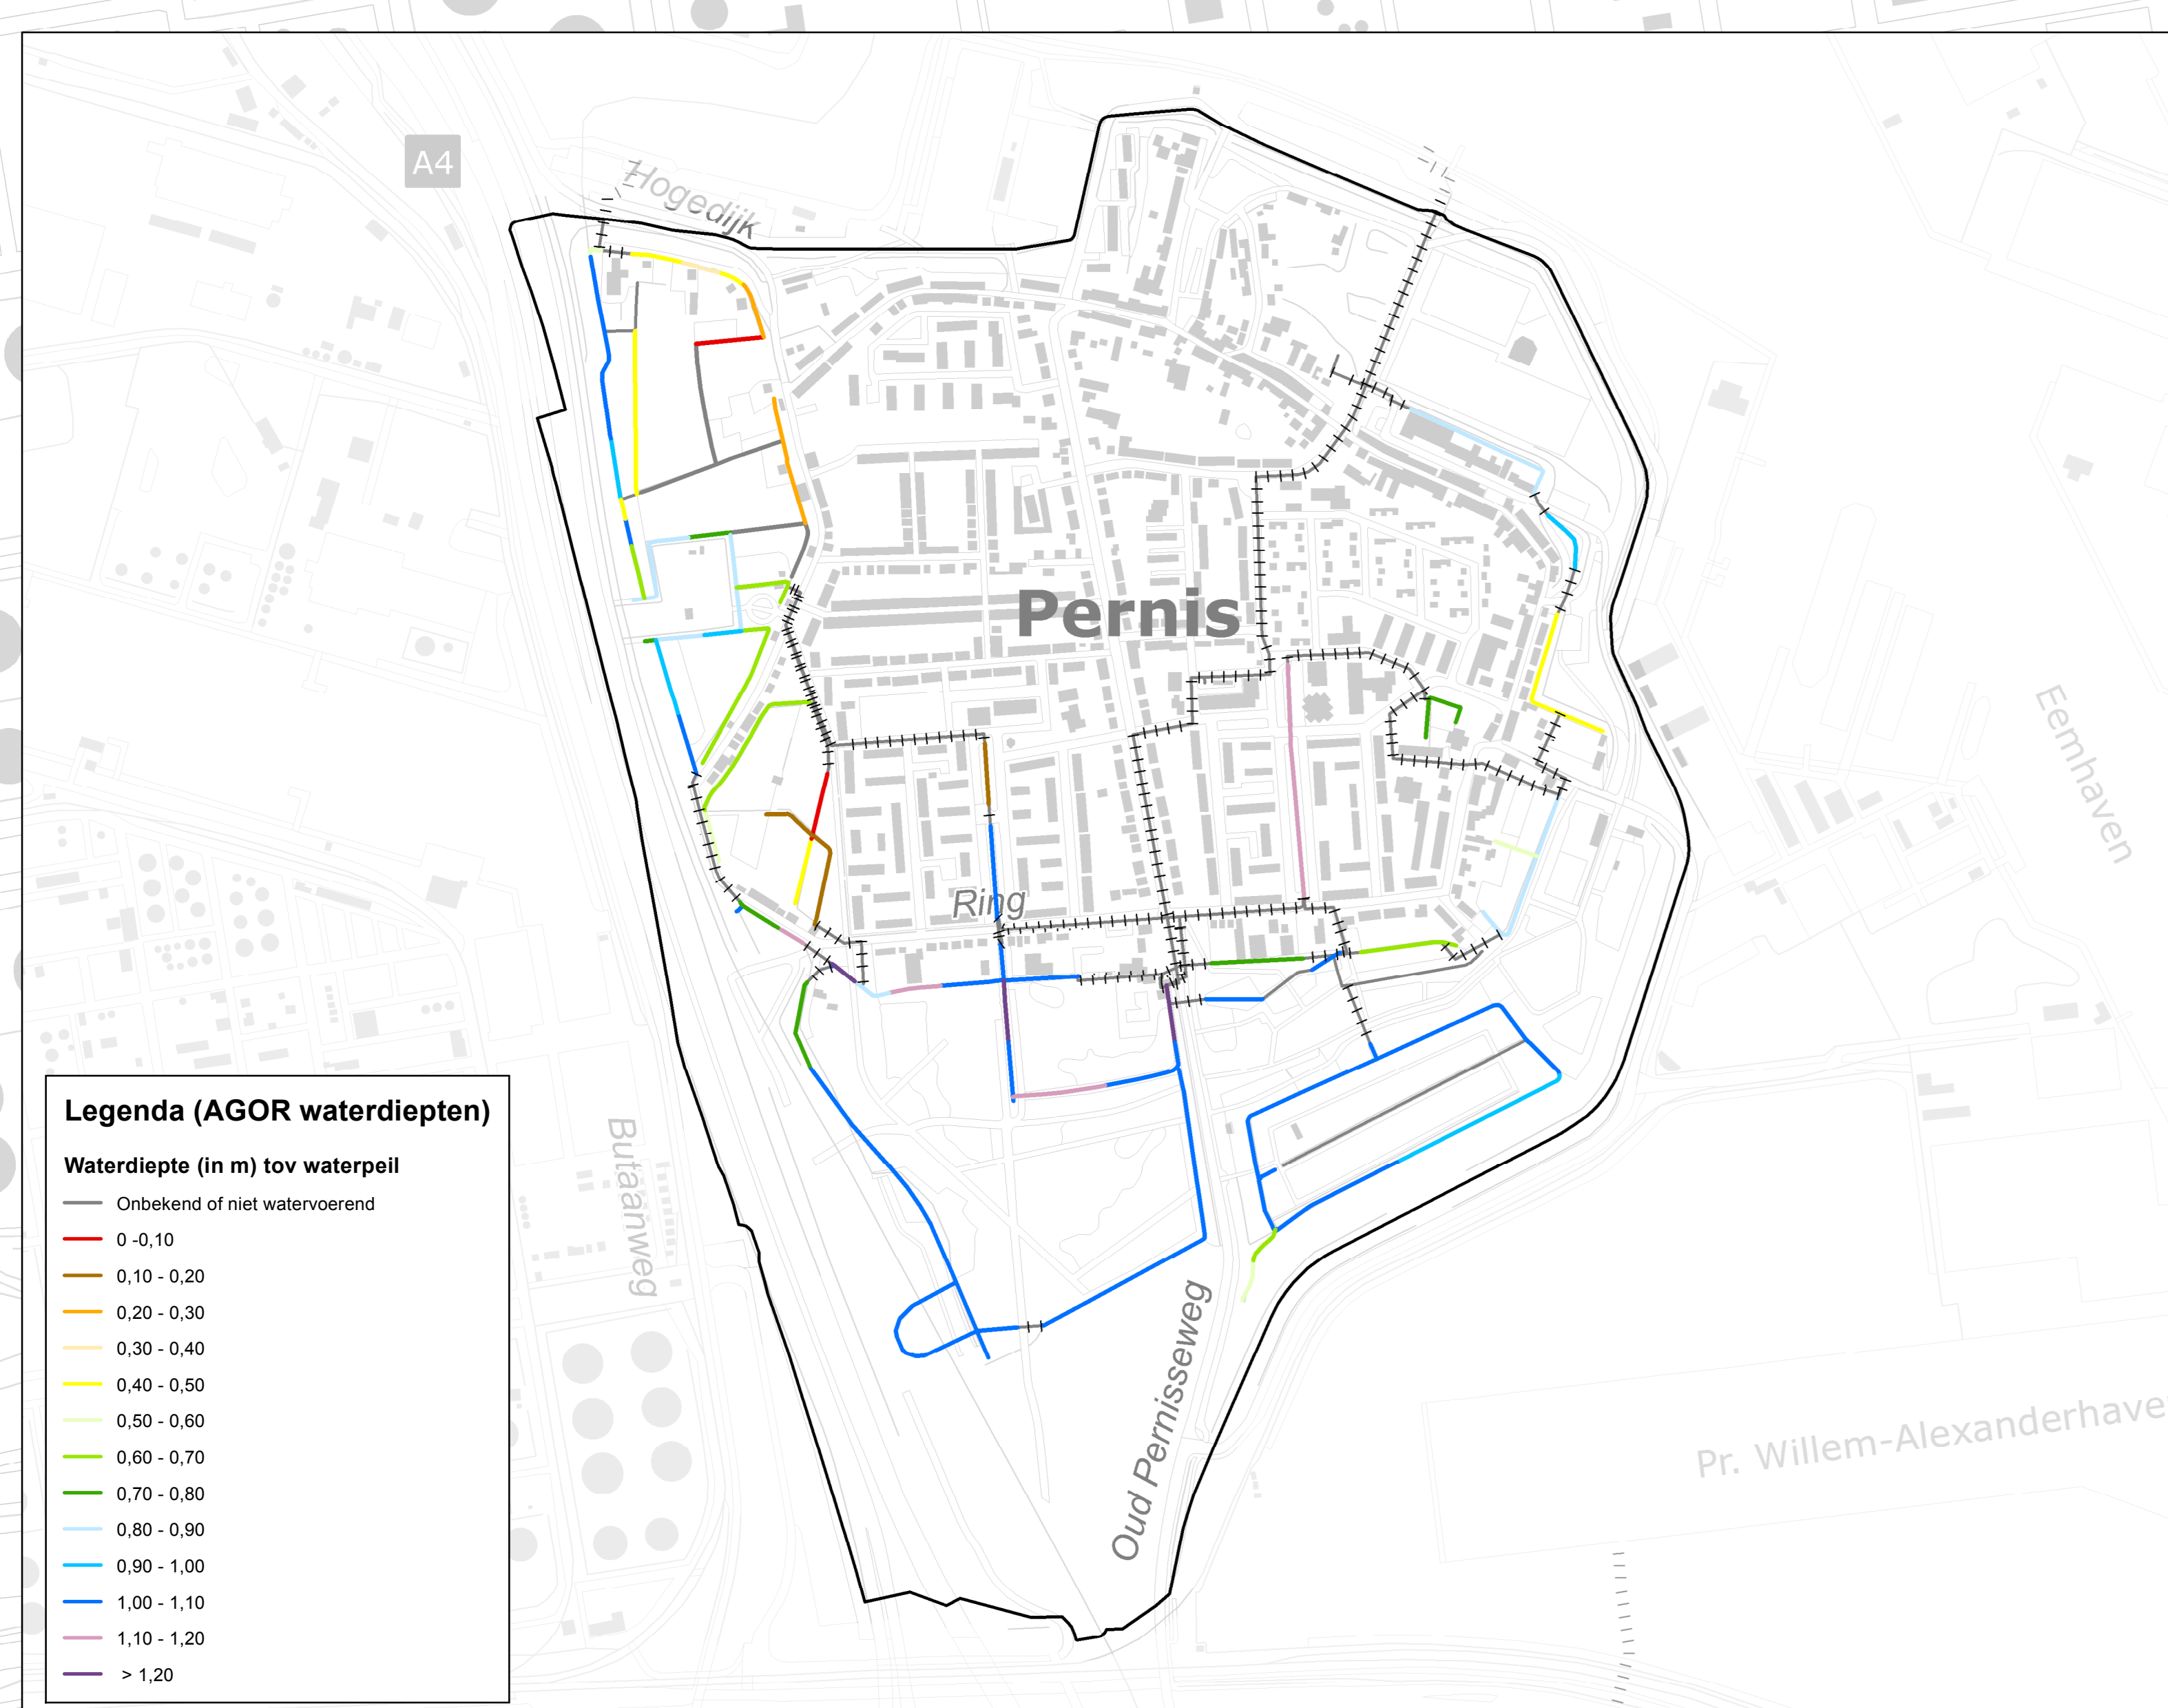 A4
Hogedijk
Pernis
Eemhaven
Ring
Butaanweg
Oud Pernisseweg
Pr. Willem-Alexanderhave
Legenda (AGOR waterdiepten)
Waterdiepte (in m) tov waterpeil
Onbekend of niet watervoerend
0 -0,10
0,10 - 0,20
0,20 - 0,30
0,30 - 0,40
0,40 - 0,50
0,50 - 0,60
0,60 - 0,70
0,70 - 0,80
0,80 - 0,90
0,90 - 1,00
1,00 - 1,10
1,10 - 1,20
> 1,20